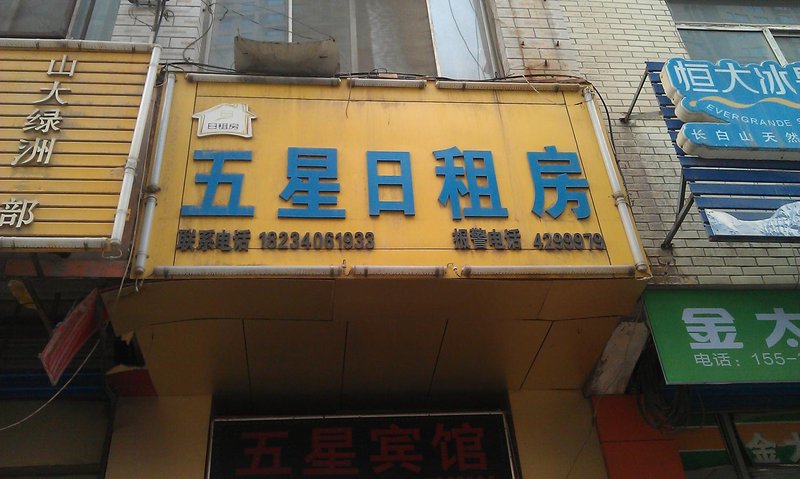 山大绿洲
部
日租房
五星日租房
联系电话 18234061933 报警电话 4299979
五星宾馆
恒大冰
EVERGRANDE S
长白山天然
金太
电话：155-
金太